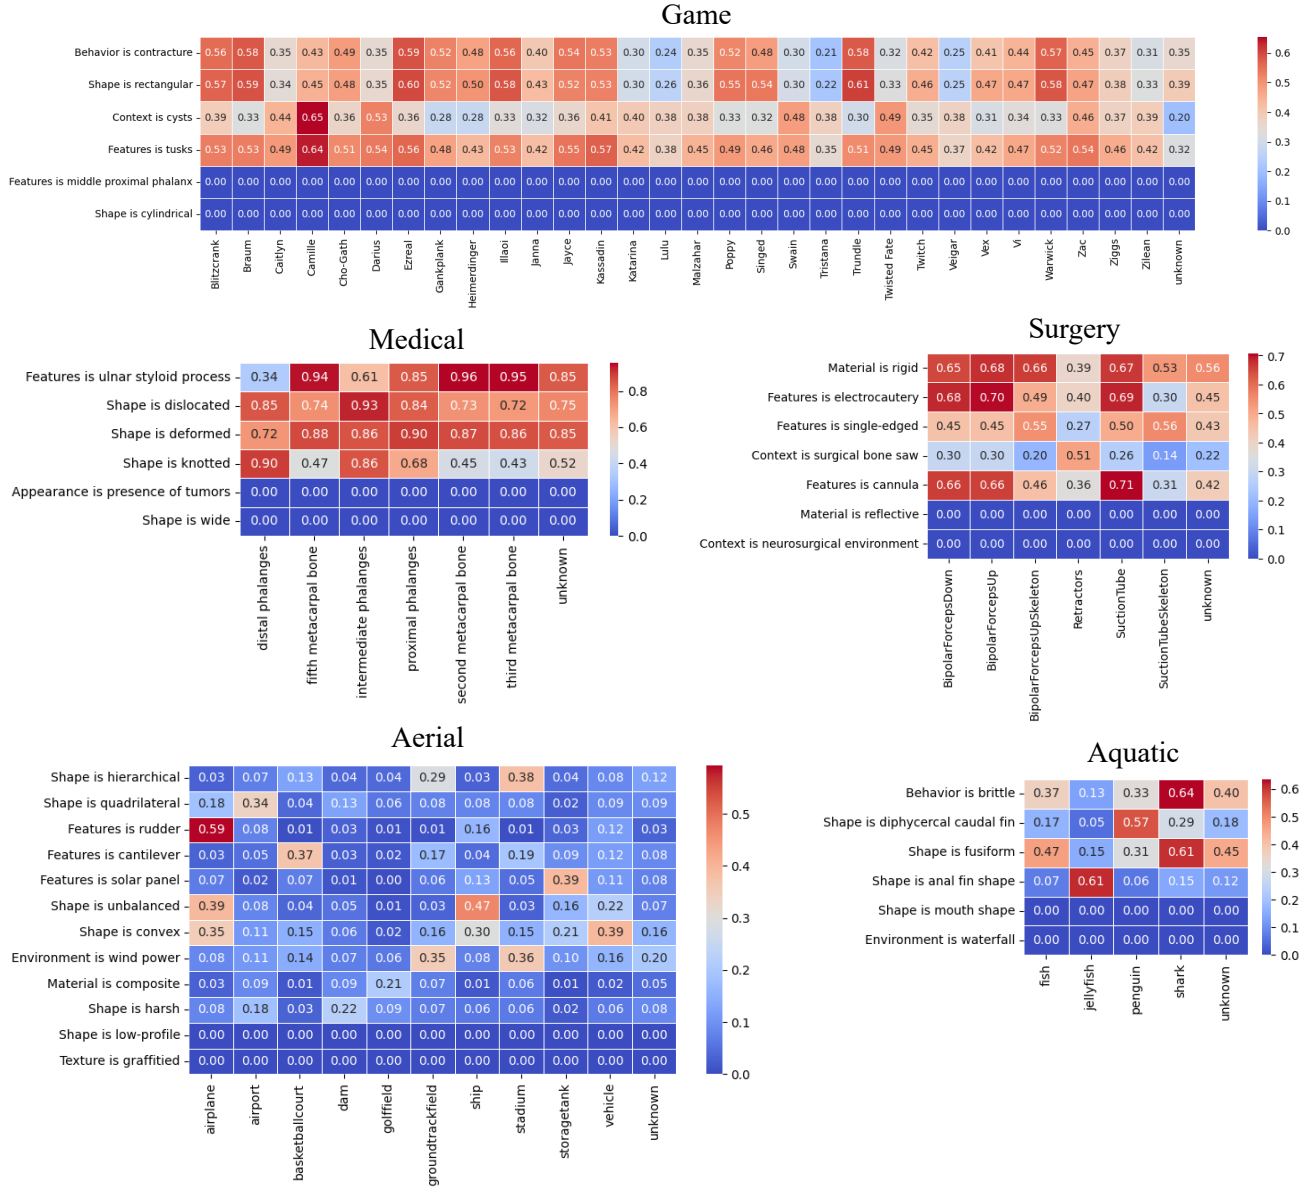 Game
Behavior is contracture 0.56 0.58 0.35 0.43 0.49 0.35 0.59 0.52 0.48 0.56 0.40 0.54 0.53 0.30 0.24 0.35 0.52 0.48 0.30 0.21 0.58 0.32 0.42 0.25 0.41 0.44 0.57 0.45 0.37 0.31 0.35
Shape is rectangular 0.57 0.59 0.34 0.45 0.48 0.35 0.60 0.52 0.50 0.58 0.43 0.52 0.52 0.30 0.26 0.36 0.55 0.54 0.30 0.22 0.61 0.33 0.46 0.25 0.47 0.47 0.58 0.47 0.38 0.33 0.39
Context is cysts 0.39 0.33 0.44 0.65 0.36 0.53 0.36 0.28 0.28 0.33 0.32 0.36 0.41 0.40 0.38 0.38 0.33 0.32 0.48 0.38 0.30 0.49 0.36 0.38 0.31 0.34 0.33 0.46 0.37 0.39 0.20
Features is tusks 0.53 0.53 0.49 0.64 0.51 0.54 0.56 0.48 0.43 0.53 0.42 0.55 0.57 0.42 0.38 0.45 0.49 0.46 0.48 0.35 0.51 0.49 0.45 0.37 0.42 0.47 0.52 0.54 0.46 0.42 0.32
Features is middle proximal phalanx 0.00 0.00 0.00 0.00 0.00 0.00 0.00 0.00 0.00 0.00 0.00 0.00 0.00 0.00 0.00 0.00 0.00 0.00 0.00 0.00 0.00 0.00 0.00 0.00 0.00 0.00 0.00 0.00 0.00 0.00 0.00
Shape is cylindrical 0.00 0.00 0.00 0.00 0.00 0.00 0.00 0.00 0.00 0.00 0.00 0.00 0.00 0.00 0.00 0.00 0.00 0.00 0.00 0.00 0.00 0.00 0.00 0.00 0.00 0.00 0.00 0.00 0.00 0.00 0.00
Blitzcrank Braum Caitlyn Camille Cho-Gath Darius Ezreal Gankplank Heimerdinger Illaoi Janna Jayce Kassadin Katarina Lulu Malzahar Poppy Singed Swain Tristana Trundle Twisted Fate Twitch Veigar Vex Vi Warwick Zac Ziggs Zilean unknown
0.6
0.5
0.4
0.3
0.2
0.1
0.0
Medical
Features is ulnar styloid process 0.34 0.94 0.61 0.85 0.96 0.95 0.85
Shape is dislocated 0.85 0.74 0.93 0.84 0.73 0.72 0.75
Shape is deformed 0.72 0.88 0.86 0.90 0.87 0.86 0.85
Shape is knotted 0.90 0.47 0.86 0.68 0.45 0.43 0.52
Appearance is presence of tumors 0.00 0.00 0.00 0.00 0.00 0.00 0.00
Shape is wide 0.00 0.00 0.00 0.00 0.00 0.00 0.00
distal phalanges fifth metacarpal bone intermediate phalanges proximal phalanges second metacarpal bone third metacarpal bone unknown
0.8
0.6
0.4
0.2
0.0
Surgery
Material is rigid 0.65 0.68 0.66 0.39 0.67 0.53 0.56
Features is electrocautery 0.68 0.70 0.49 0.40 0.69 0.30 0.45
Features is single-edged 0.45 0.45 0.55 0.27 0.50 0.56 0.43
Context is surgical bone saw 0.30 0.30 0.20 0.51 0.26 0.14 0.22
Features is cannula 0.66 0.66 0.46 0.36 0.71 0.31 0.42
Material is reflective 0.00 0.00 0.00 0.00 0.00 0.00 0.00
Context is neurosurgical environment 0.00 0.00 0.00 0.00 0.00 0.00 0.00
BipolarForcepsDown BipolarForcepsUp BipolarForcepsUpSkeleton Retractors SuctionTube SuctionTubeSkeleton unknown
0.7
0.6
0.5
0.4
0.3
0.2
0.1
0.0
Aerial
Shape is hierarchical 0.03 0.07 0.13 0.04 0.04 0.29 0.03 0.38 0.04 0.08 0.12
Shape is quadrilateral 0.18 0.34 0.04 0.13 0.06 0.08 0.08 0.08 0.02 0.09 0.09
Features is rudder 0.59 0.08 0.01 0.03 0.01 0.01 0.16 0.01 0.03 0.12 0.03
Features is cantilever 0.03 0.05 0.37 0.03 0.02 0.17 0.04 0.19 0.09 0.12 0.08
Features is solar panel 0.07 0.02 0.07 0.01 0.00 0.06 0.13 0.05 0.39 0.11 0.08
Shape is unbalanced 0.39 0.08 0.04 0.05 0.01 0.03 0.47 0.03 0.16 0.22 0.07
Shape is convex 0.35 0.11 0.15 0.06 0.02 0.16 0.30 0.15 0.21 0.39 0.16
Environment is wind power 0.08 0.11 0.14 0.07 0.06 0.35 0.08 0.36 0.10 0.16 0.20
Material is composite 0.03 0.09 0.01 0.09 0.21 0.07 0.01 0.06 0.01 0.02 0.05
Shape is harsh 0.08 0.18 0.03 0.22 0.09 0.07 0.06 0.06 0.02 0.06 0.08
Shape is low-profile 0.00 0.00 0.00 0.00 0.00 0.00 0.00 0.00 0.00 0.00 0.00
Texture is graffitied 0.00 0.00 0.00 0.00 0.00 0.00 0.00 0.00 0.00 0.00 0.00
airplane airport basketballcourt dam golffield groundtrackfield ship stadium storagetank vehicle unknown
0.5
0.4
0.3
0.2
0.1
0.0
Aquatic
Behavior is brittle 0.37 0.13 0.33 0.64 0.40
Shape is diphycercal caudal fin 0.17 0.05 0.57 0.29 0.18
Shape is fusiform 0.47 0.15 0.31 0.61 0.45
Shape is anal fin shape 0.07 0.61 0.06 0.15 0.12
Shape is mouth shape 0.00 0.00 0.00 0.00 0.00
Environment is waterfall 0.00 0.00 0.00 0.00 0.00
fish jellyfish penguin shark unknown
0.6
0.5
0.4
0.3
0.2
0.1
0.0